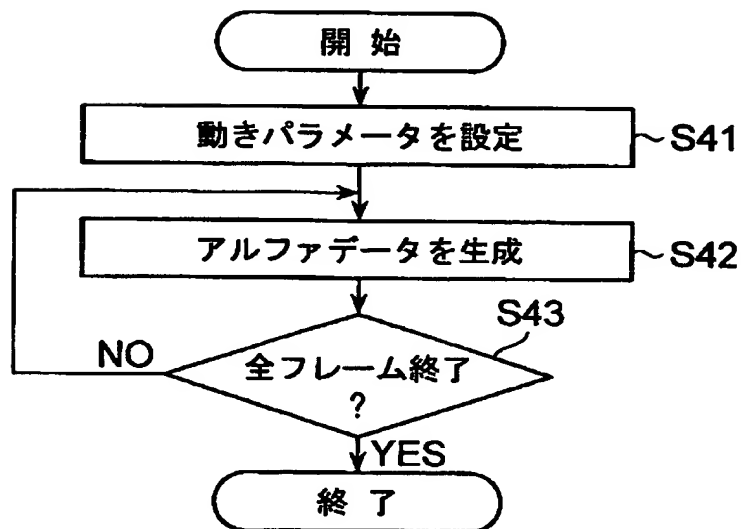 開 始
動きパラメータを設定
S41
アルファデータを生成
S42
S43
全フレーム終了
?
NO
YES
終 了